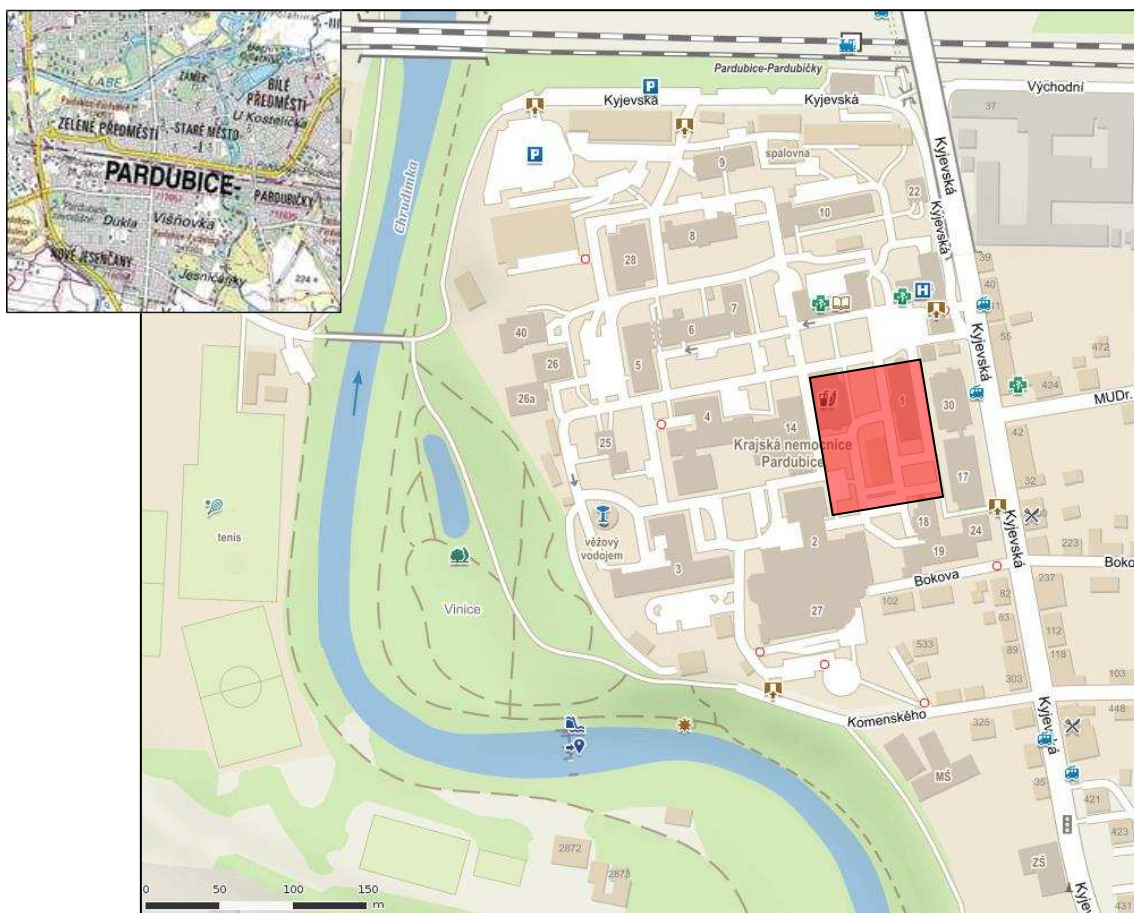 LABE
ZÁMEK
BÍLÉ
PŘEDMĚSTÍ
U Kostelíčka
ZELENÉ PŘEDMĚSTÍ
STARÉ MĚSTO
PARDUBICE
PARDUBIČKY
Dukla
Višňovka
NOVÉ JESENČANY
Jesničánky
224
Pardubice-Pardubičky
Východní
P
Kyjevská
Kyjevská
37
P
spalovna
9
Kyjevská
22
10
Kyjevská
Chrudimka
8
28
39
H
40
7
6
11
40
55
472
5
26
1
424
MUDr.
26a
30
4
14
Krajská nemocnice
Pardubice
42
25
17
32
věžový
vodojem
2
18
24
tenis
19
223
3
Kyjevská
Boko
Bokova
237
Vinice
27
102
82
83
112
533
89
118
303
103
Komenského
448
325
Kyjevská
MŠ
35
421
423
2872
ZŠ
2873
0
50
100
150
m
431